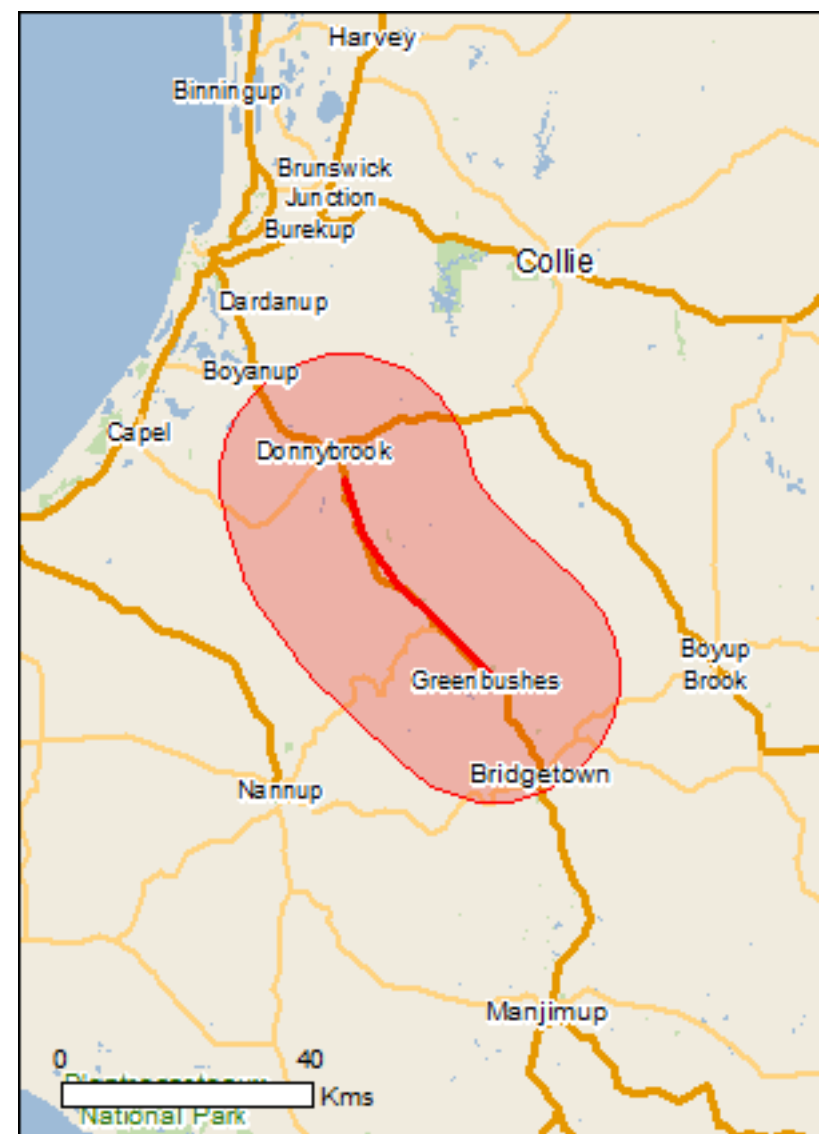 Harvey
Binningup
Brunswick
Junction
Burekup
Collie
Dardanup
Boyanup
Capel
Donnybrook
Boyup
Brook
Greenbushes
Bridgetown
Nannup
Manjimup
0 40
Kms
National Park